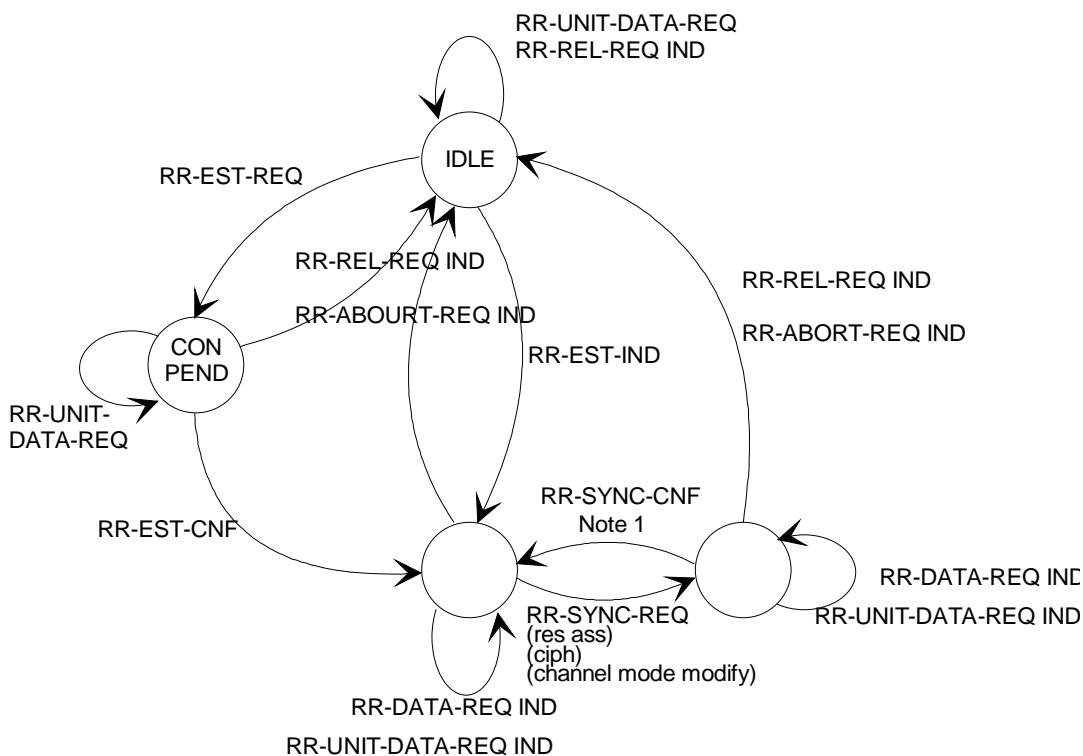 RR-UNIT-DATA-REQ
RR-REL-REQ IND
IDLE
RR-EST-REQ
RR-REL-REQ IND
RR-ABOURT-REQ IND
RR-REL-REQ IND
RR-ABORT-REQ IND
RR-EST-IND
CON
PEND
RR-UNIT-
DATA-REQ
RR-EST-CNF
RR-SYNC-CNF
Note 1
RR-SYNC-REQ
(res ass)
(ciph)
(channel mode modify)
RR-DATA-REQ IND
RR-UNIT-DATA-REQ IND
RR-DATA-REQ IND
RR-UNIT-DATA-REQ IND